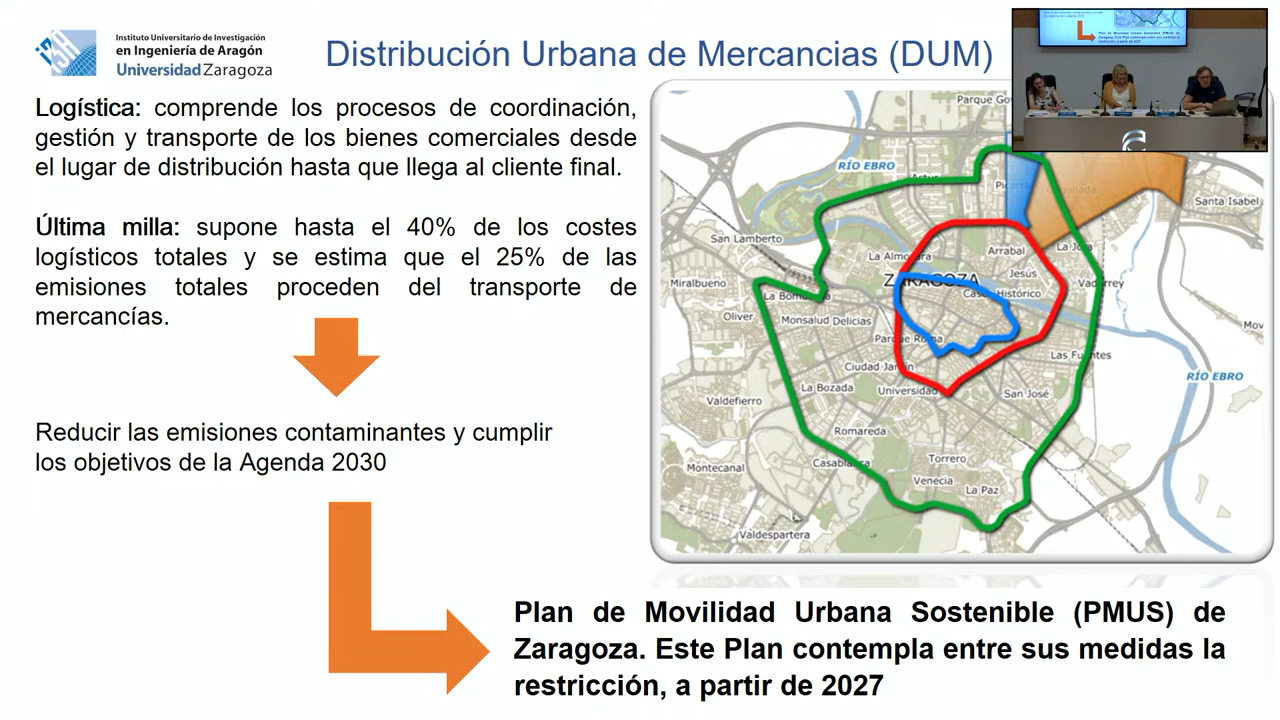 Instituto Universitario de Investigación
en Ingeniería de Aragón
Universidad Zaragoza
Distribución Urbana de Mercancias (DUM)
Logística: comprende los procesos de coordinación,
gestión y transporte de los bienes comerciales desde
el lugar de distribución hasta que llega al cliente final.
Última milla: supone hasta el 40% de los costes
logísticos totales y se estima que el 25% de las
emisiones totales proceden del transporte de
mercancías.
Reducir las emisiones contaminantes y cumplir
los objetivos de la Agenda 2030
Plan de Movilidad Urbana Sostenible (PMUS) de
Zaragoza. Este Plan contempla entre sus medidas la
restricción, a partir de 2027
Parque
RÍO EBRO
Santa Isabel
San Lamberto
Arrabal
La Almozara
Jesús
ZARAGOZA
Miralbueno
La
Casco Histórico
Oliver
Monsalud Delicias
Parque Roma
Las Fuentes
Ciudad Jardín
RÍO EBRO
La Bozada
Universidad
San José
Valdefierro
Romareda
Torrero
Montecanal
Casablanca
Venecia
La Paz
Valdespartera